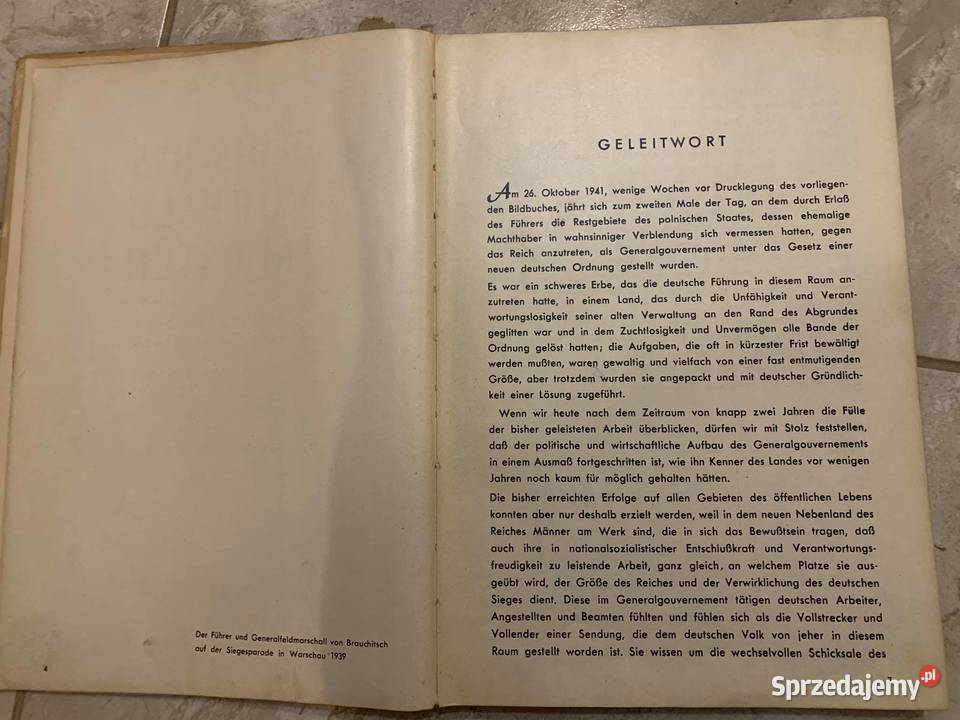 Der Führer und Generalfeldmarschall von Brauchitsch
auf der Siegesparade in Warschau 1939
4
GELEITWORT
Am 26. Oktober 1941, wenige Wochen vor Drucklegung des vorliegen-
den Bildbuches, jährt sich zum zweiten Male der Tag, an dem durch Erlaß
des Führers die Restgebiete des polnischen Staates, dessen ehemalige
Machthaber in wahnsinniger Verblendung sich vermessen hatten, gegen
das Reich anzutreten, als Generalgouvernement unter das Gesetz einer
neuen deutschen Ordnung gestellt wurden.
Es war ein schweres Erbe, das die deutsche Führung in diesem Raum an-
zutreten hatte, in einem Land, das durch die Unfähigkeit und Verant-
wortungslosigkeit seiner alten Verwaltung an den Rand des Abgrundes
geglitten war und in dem Zuchtlosigkeit und Unvermögen alle Bande der
Ordnung gelöst hatten; die Aufgaben, die oft in kürzester Frist bewältigt
werden mußten, waren gewaltig und vielfach von einer fast entmutigenden
Größe, aber trotzdem wurden sie angepackt und mit deutscher Gründlich-
keit einer Lösung zugeführt.
Wenn wir heute nach dem Zeitraum von knapp zwei Jahren die Fülle
der bisher geleisteten Arbeit überblicken, dürfen wir mit Stolz feststellen,
daß der politische und wirtschaftliche Aufbau des Generalgouvernements
in einem Ausmaß fortgeschritten ist, wie ihn Kenner des Landes vor wenigen
Jahren noch kaum für möglich gehalten hätten.
Die bisher erreichten Erfolge auf allen Gebieten des öffentlichen Lebens
konnten aber nur deshalb erzielt werden, weil in dem neuen Nebenland des
Reiches Männer am Werk sind, die in sich das Bewußtsein tragen, daß
auch ihre in nationalsozialistischer Entschlußkraft und Verantwortungs-
freudigkeit zu leistende Arbeit, ganz gleich, an welchem Platze sie aus-
geübt wird, der Größe des Reiches und der Verwirklichung des deutschen
Sieges dient. Diese im Generalgouvernement tätigen deutschen Arbeiter,
Angestellten und Beamten fühlten und fühlen sich als die Vollstrecker und
Vollender einer Sendung, die dem deutschen Volk von jeher in diesem
Raum gestellt worden ist. Sie wissen um die wechselvollen Schicksale des
Sprzedajemy.pl